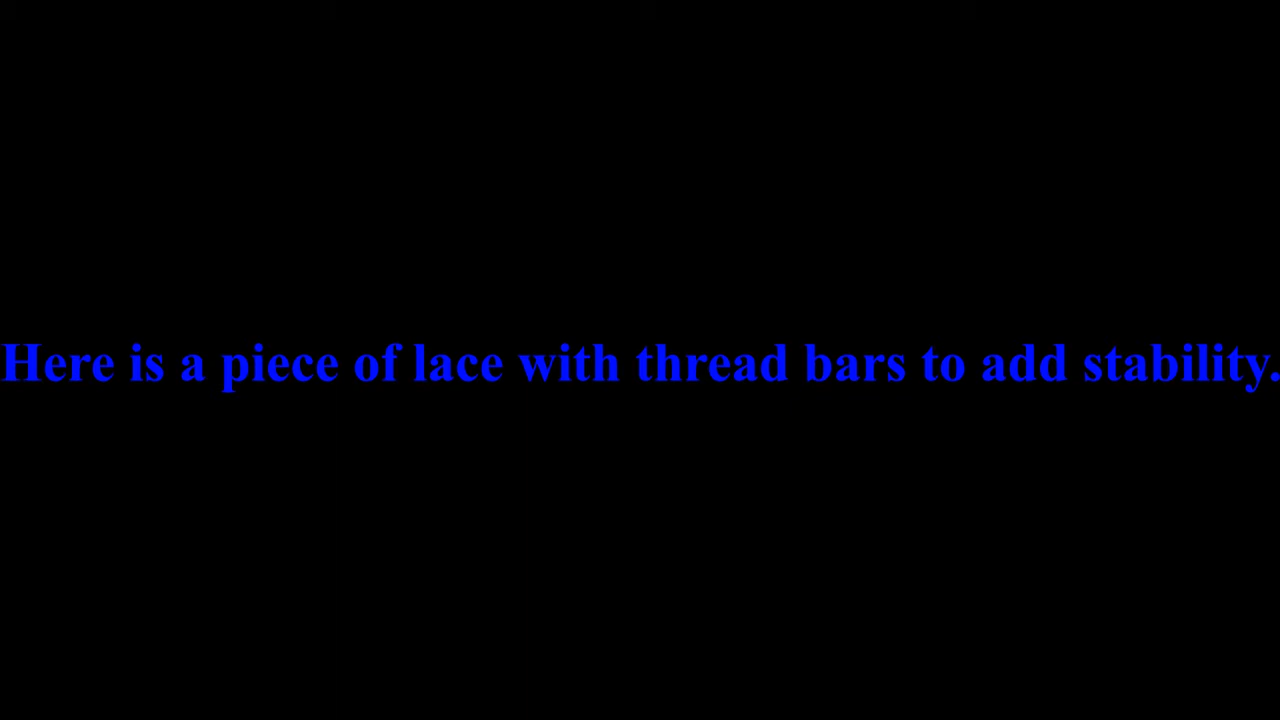 Here is a piece of lace with thread bars to add stability.